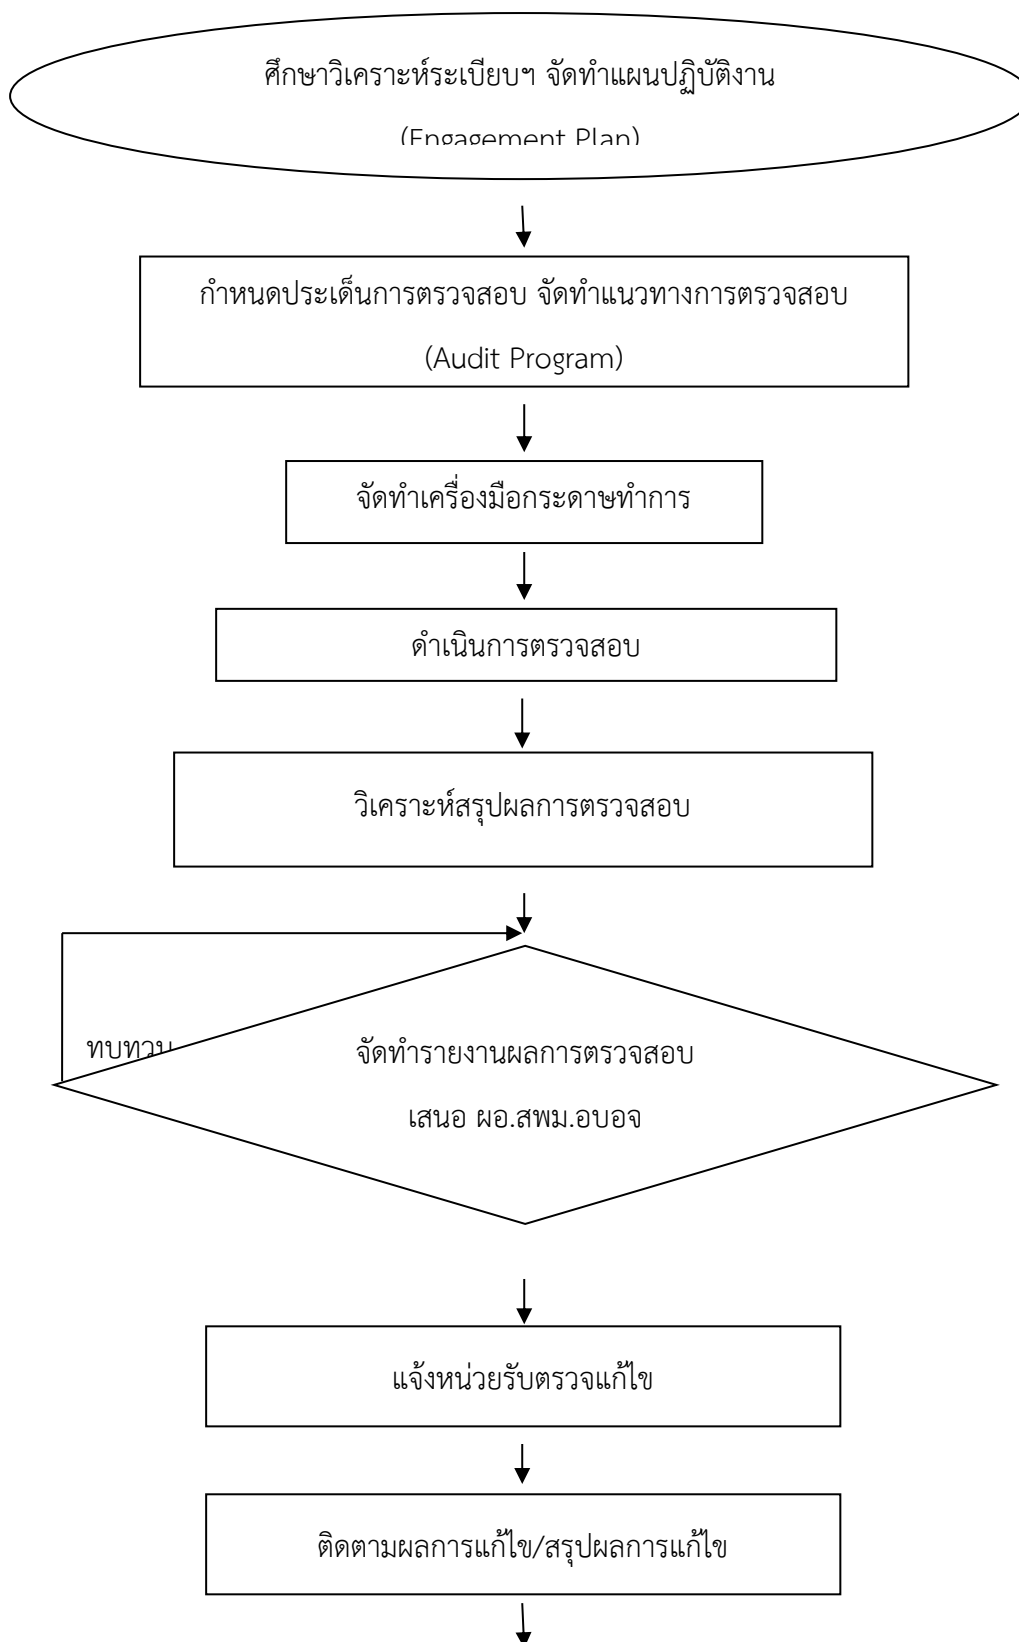 ศึกษาวิเคราะห์ระเบียบฯ จัดทำแผนปฏิบัติงาน
(Engagement Plan)
กำหนดประเด็นการตรวจสอบ จัดทำแนวทางการตรวจสอบ
(Audit Program)
จัดทำเครื่องมือกระดาษทำการ
ดำเนินการตรวจสอบ
วิเคราะห์สรุปผลการตรวจสอบ
ทบทวน
จัดทำรายงานผลการตรวจสอบ
เสนอ ผอ.สพม.อบอจ
แจ้งหน่วยรับตรวจแก้ไข
ติดตามผลการแก้ไข/สรุปผลการแก้ไข